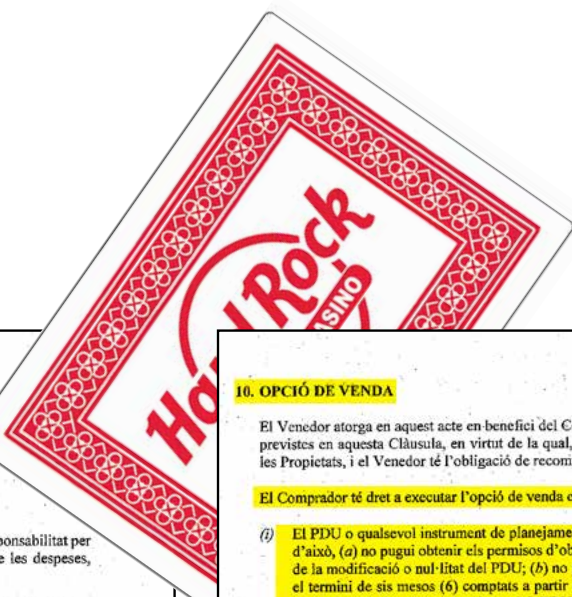 Hard Rock
CASINO
ponsabilitat per
e les despeses,
10. OPCIÓ DE VENDA
El Venedor atorga en aquest acte en benefici del C
previstes en aquesta Clàusula, en virtut de la qual,
les Propietats, i el Venedor té l'obligació de recom
El Comprador té dret a executar l'opció de venda e
(i) El PDU o qualsevol instrument de planejame
d'això, (a) no pugui obtenir els permisos d'ob
de la modificació o nul·litat del PDU; (b) no
el termini de sis mesos (6) comptats a partir